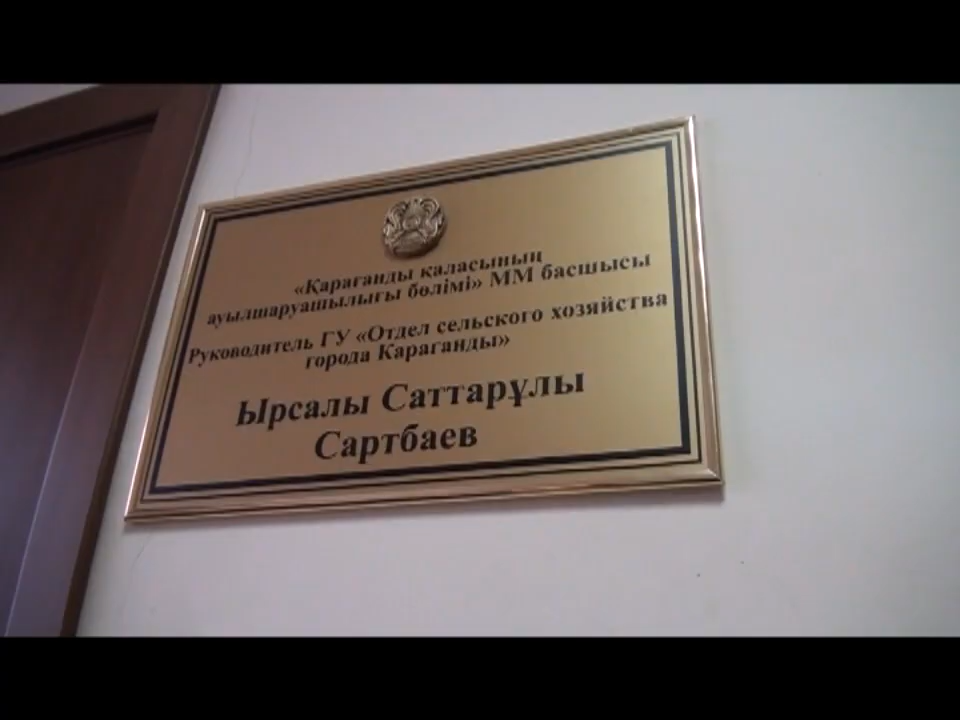 «Қарағанды қаласының
ауылшаруашылығы бөлімі» ММ басшысы
Руководитель ГУ «Отдел сельского хозяйства
города Караганды»
Ырсалы Саттарұлы
Сартбаев